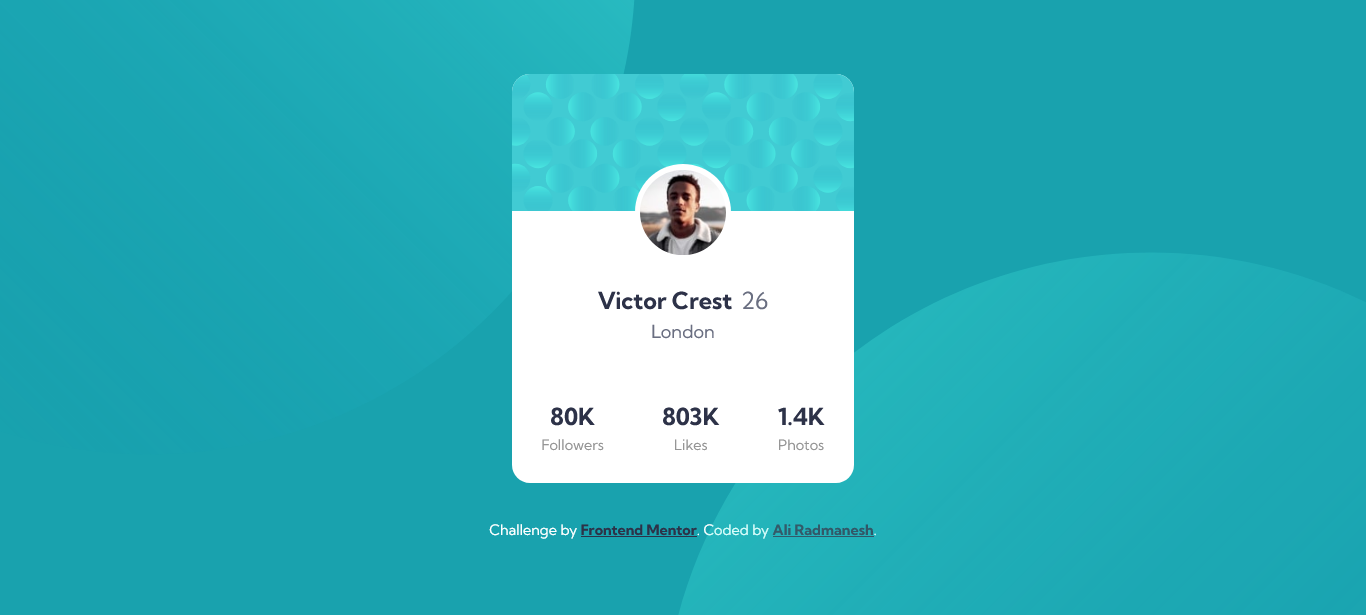 Victor Crest 26
London
80K 803K 1.4K
Followers Likes Photos
Challenge by Frontend Mentor. Coded by Ali Radmanesh.